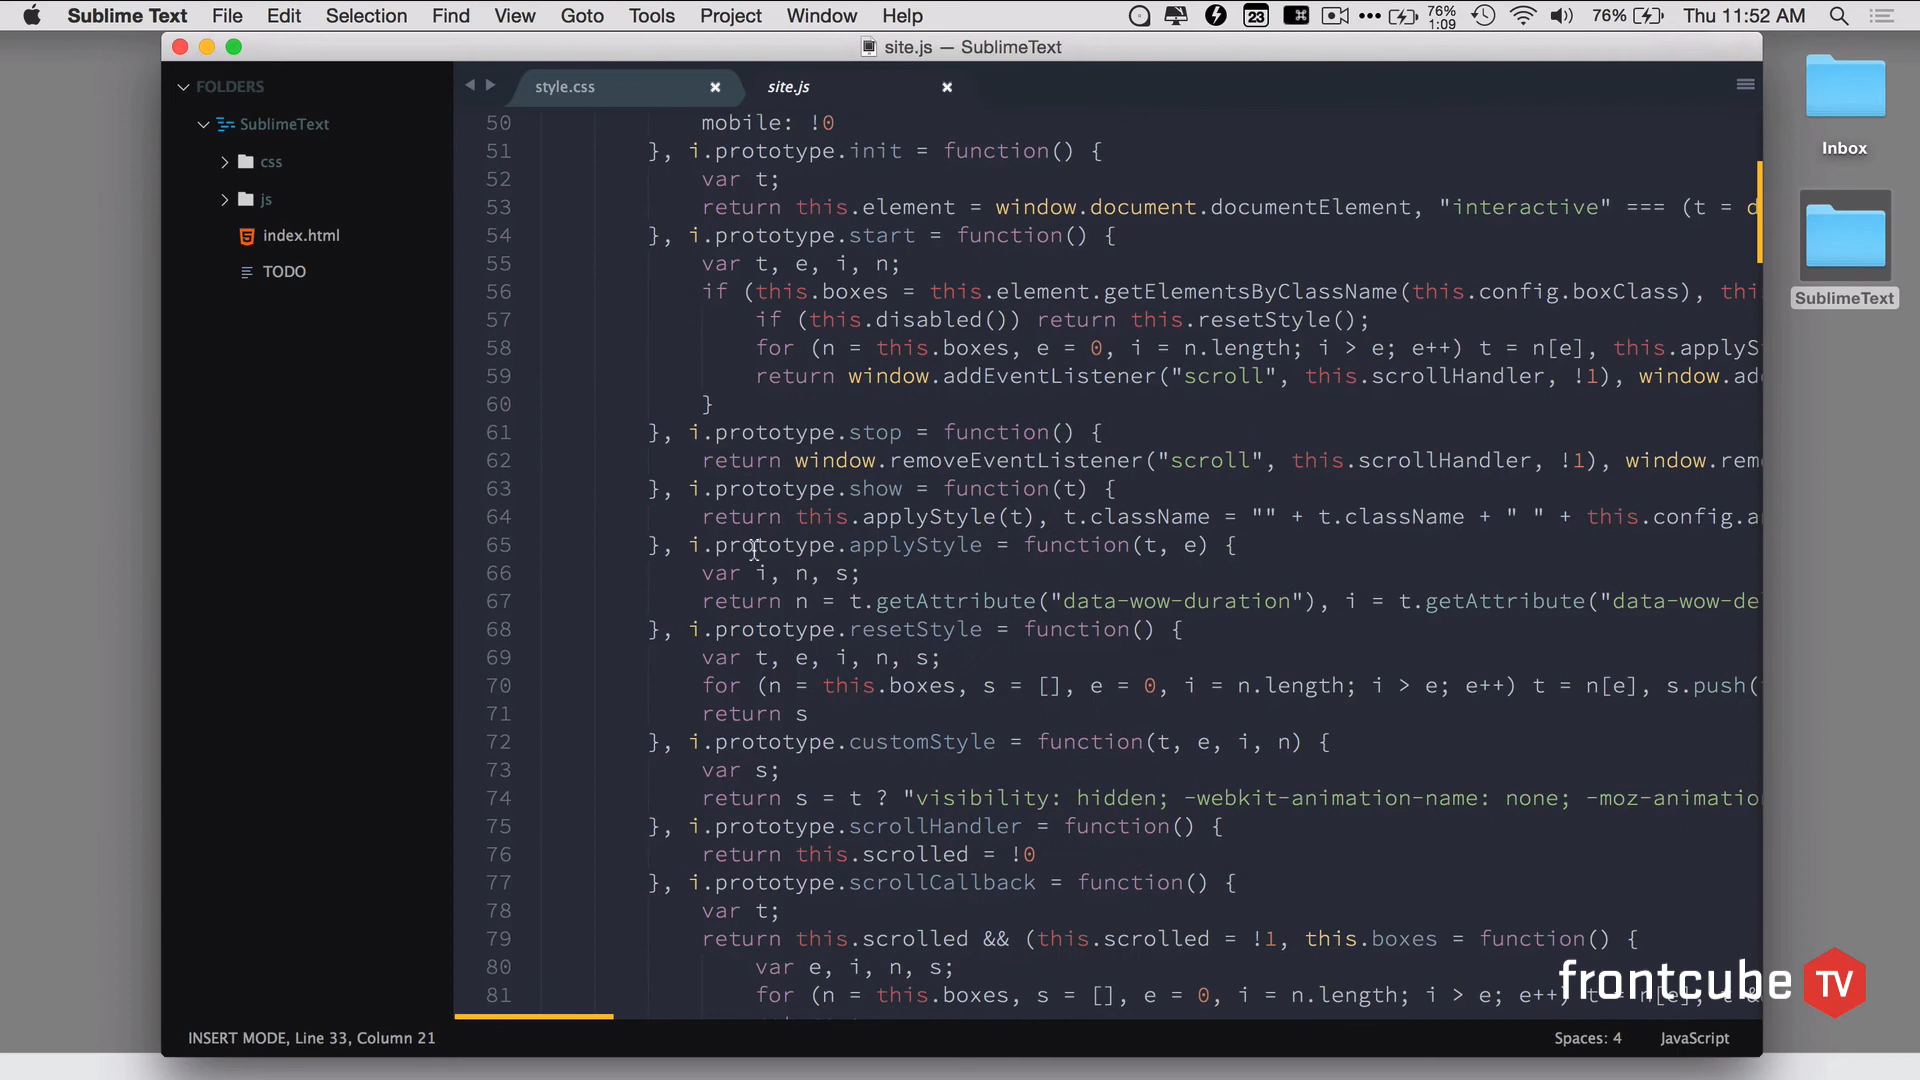 Sublime Text File Edit Selection Find View Goto Tools Project Window Help 23 76% 1:09 76% Thu 11:52 AM
site.js — SublimeText
FOLDERS
SublimeText
css
js
index.html
TODO
style.css site.js
50 mobile: !0
51 }, i.prototype.init = function() {
52 var t;
53 return this.element = window.document.documentElement, "interactive" === (t = d
54 }, i.prototype.start = function() {
55 var t, e, i, n;
56 if (this.boxes = this.element.getElementsByClassName(this.config.boxClass), thi
57 if (this.disabled()) return this.resetStyle();
58 for (n = this.boxes, e = 0, i = n.length; i > e; e++) t = n[e], this.applyS
59 return window.addEventListener("scroll", this.scrollHandler, !1), window.ad
60 }
61 }, i.prototype.stop = function() {
62 return window.removeEventListener("scroll", this.scrollHandler, !1), window.rem
63 }, i.prototype.show = function(t) {
64 return this.applyStyle(t), t.className = "" + t.className + " " + this.config.a
65 }, i.prototype.applyStyle = function(t, e) {
66 var i, n, s;
67 return n = t.getAttribute("data-wow-duration"), i = t.getAttribute("data-wow-de
68 }, i.prototype.resetStyle = function() {
69 var t, e, i, n, s;
70 for (n = this.boxes, s = [], e = 0, i = n.length; i > e; e++) t = n[e], s.push(
71 return s
72 }, i.prototype.customStyle = function(t, e, i, n) {
73 var s;
74 return s = t ? "visibility: hidden; -webkit-animation-name: none; -moz-animatio
75 }, i.prototype.scrollHandler = function() {
76 return this.scrolled = !0
77 }, i.prototype.scrollCallback = function() {
78 var t;
79 return this.scrolled && (this.scrolled = !1, this.boxes = function() {
80 var e, i, n, s;
81 for (n = this.boxes, s = [], e = 0, i = n.length; i > e; e++) t = n[e], t
INSERT MODE, Line 33, Column 21 Spaces: 4 JavaScript
Inbox
SublimeText
frontcube TV